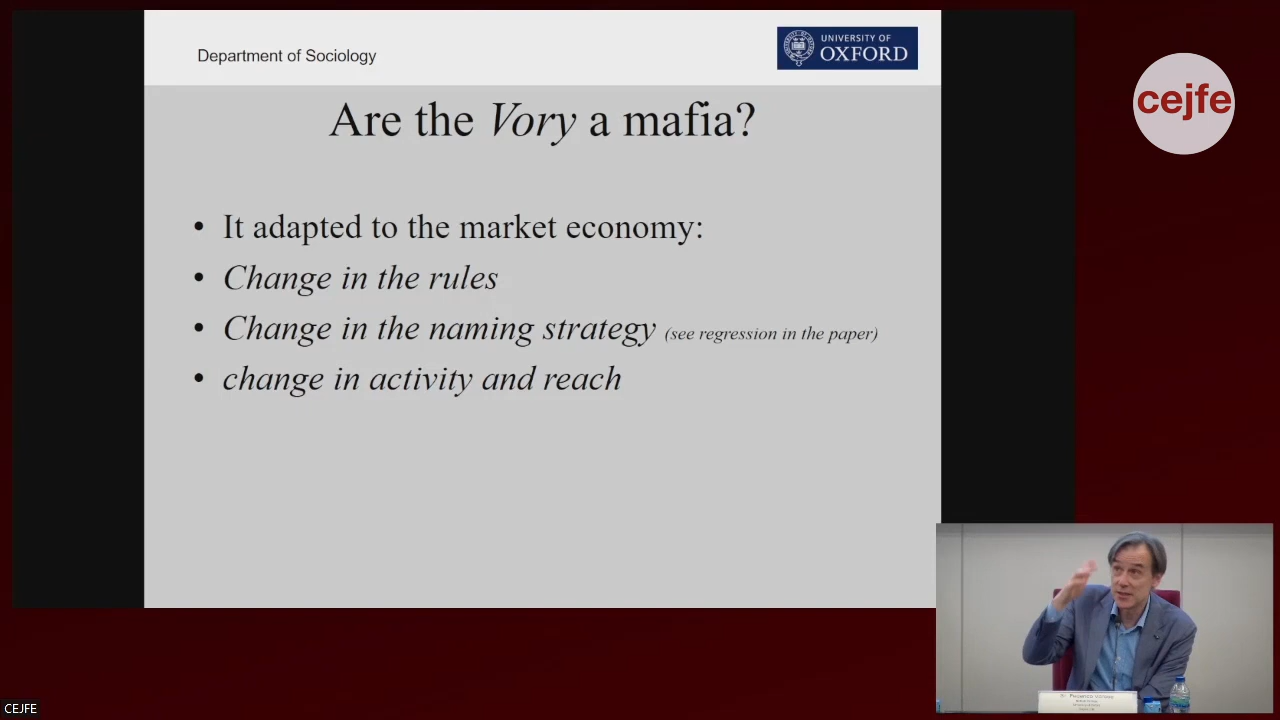 Department of Sociology
UNIVERSITY OF
OXFORD
cejfe
Are the Vory a mafia?
• It adapted to the market economy:
• Change in the rules
• Change in the naming strategy (see regression in the paper)
• change in activity and reach
CEJFE